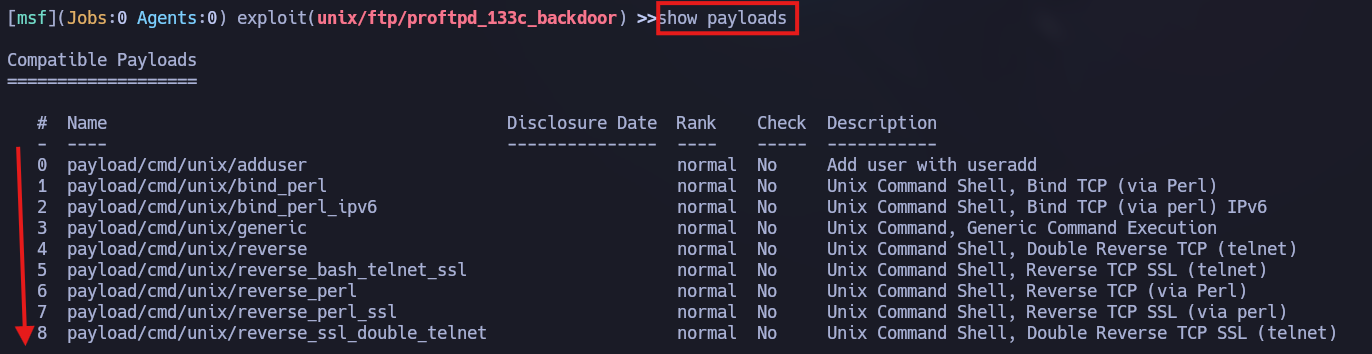 [msf](Jobs:0 Agents:0) exploit(unix/ftp/proftpd_133c_backdoor) >>show payloads
Compatible Payloads
===================
# Name Disclosure Date Rank Check Description
- ---- --------------- ---- ----- -----------
0 payload/cmd/unix/adduser normal No Add user with useradd
1 payload/cmd/unix/bind_perl normal No Unix Command Shell, Bind TCP (via Perl)
2 payload/cmd/unix/bind_perl_ipv6 normal No Unix Command Shell, Bind TCP (via perl) IPv6
3 payload/cmd/unix/generic normal No Unix Command, Generic Command Execution
4 payload/cmd/unix/reverse normal No Unix Command Shell, Double Reverse TCP (telnet)
5 payload/cmd/unix/reverse_bash_telnet_ssl normal No Unix Command Shell, Reverse TCP SSL (telnet)
6 payload/cmd/unix/reverse_perl normal No Unix Command Shell, Reverse TCP (via Perl)
7 payload/cmd/unix/reverse_perl_ssl normal No Unix Command Shell, Reverse TCP SSL (via perl)
8 payload/cmd/unix/reverse_ssl_double_telnet normal No Unix Command Shell, Double Reverse TCP SSL (telnet)